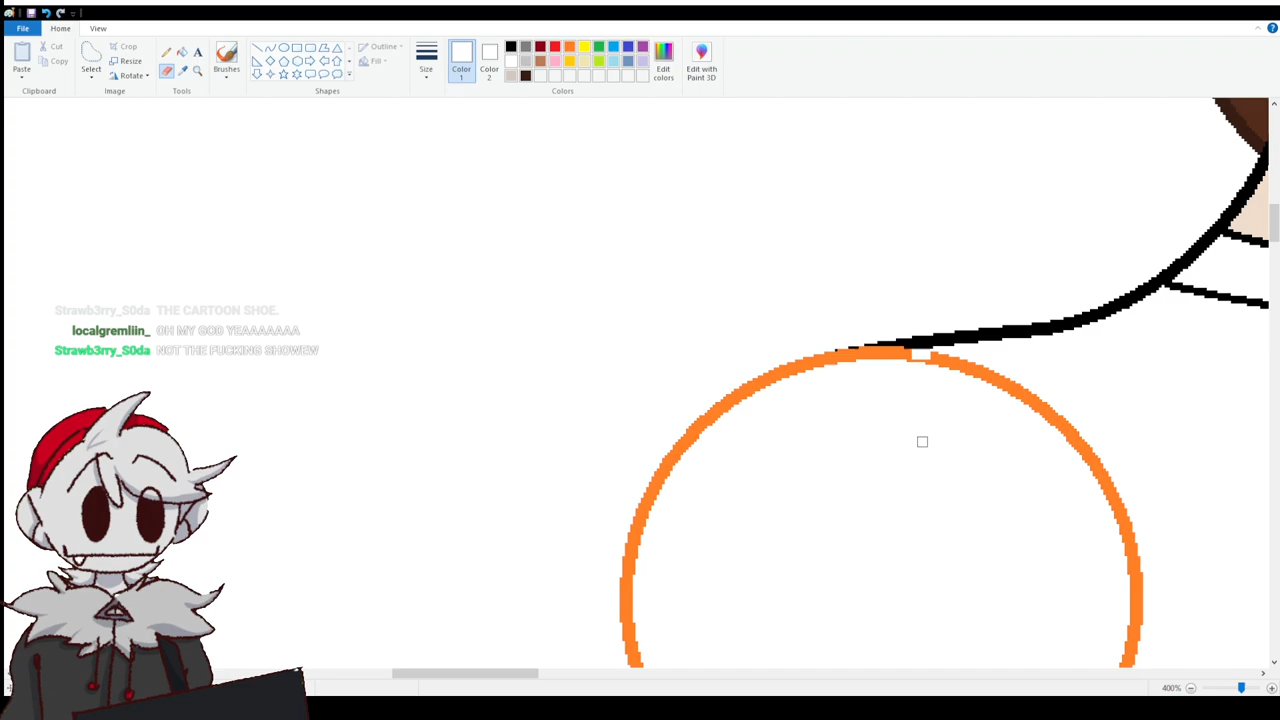 File Home View
Paste
Cut
Copy
Clipboard
Select
Crop
Resize
Rotate
Image
A
Tools
Brushes
Shapes
Outline
Fill
Size
Color 1
Color 2
Colors
Edit colors
Edit with Paint 3D
Strawb3rry_S0da THE CARTOON SHOE.
localgremliin_ OH MY GOD YEAAAAAAA
Strawb3rry_S0da NOT THE FUCKING SHOWEW
400%